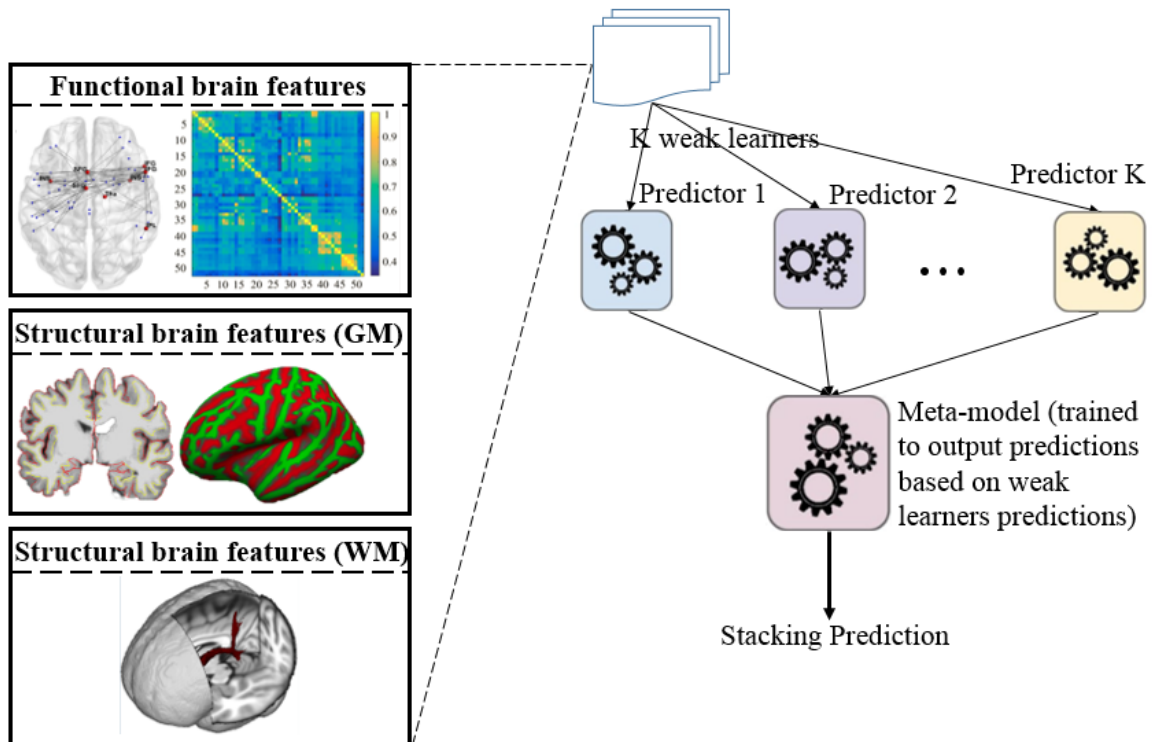 Functional brain features
5
10
15
20
25
30
35
40
45
50
5 10 15 20 25 30 35 40 45 50
1
0.9
0.8
0.7
0.6
0.5
0.4
Structural brain features (GM)
Structural brain features (WM)
K weak learners
Predictor 1
Predictor 2
Predictor K
...
Meta-model (trained
to output predictions
based on weak
learners predictions)
Stacking Prediction